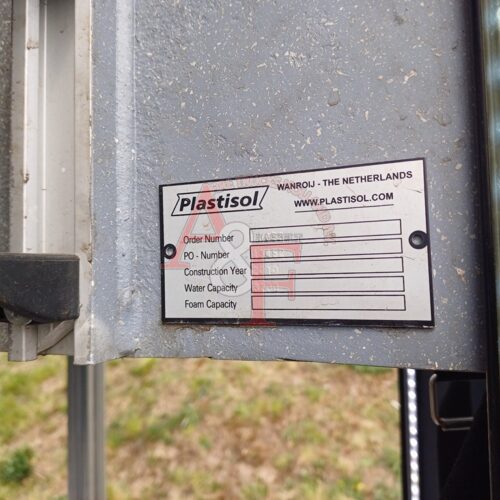 Plastisol
WANROIJ - THE NETHERLANDS
WWW.PLASTISOL.COM
Order Number
PO - Number
Construction Year
Water Capacity
Foam Capacity
A&F